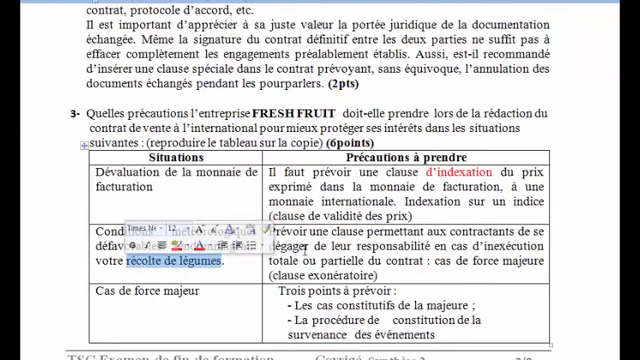 contrat, protocole d'accord, etc.
Il est important d'apprécier à sa juste valeur la portée juridique de la documentation
échangée. Même la signature du contrat définitif entre les deux parties ne suffit pas à
effacer complètement les engagements préalablement établis. Aussi, est-il recommandé
d'insérer une clause spéciale dans le contrat prévoyant, sans équivoque, l'annulation des
documents échangés pendant les pourparlers. (2pts)
3- Quelles précautions l'entreprise FRESH FRUIT doit-elle prendre lors de la rédaction du
contrat de vente à l'international pour mieux protéger ses intérêts dans les situations
suivantes : (reproduire le tableau sur la copie) (6points)
Situations
Précautions à prendre
Dévaluation de la monnaie de
facturation
Il faut prévoir une clause d'indexation du prix
exprimé dans la monnaie de facturation, à une
monnaie internationale. Indexation sur un indice
(clause de validité des prix)
Conditions
votre récolte de légumes.
Times Ne 12
Prévoir une clause permettant aux contractants de se
dégager de leur responsabilité en cas d'inexécution
totale ou partielle du contrat : cas de force majeure
(clause exonératoire)
Cas de force majeur
Trois points à prévoir :
- Les cas constitutifs de la majeure ;
- La procédure de constitution de la
survenance des événements
TSC Examen de fin de formation
Corrigé Synthèse 3
2/2